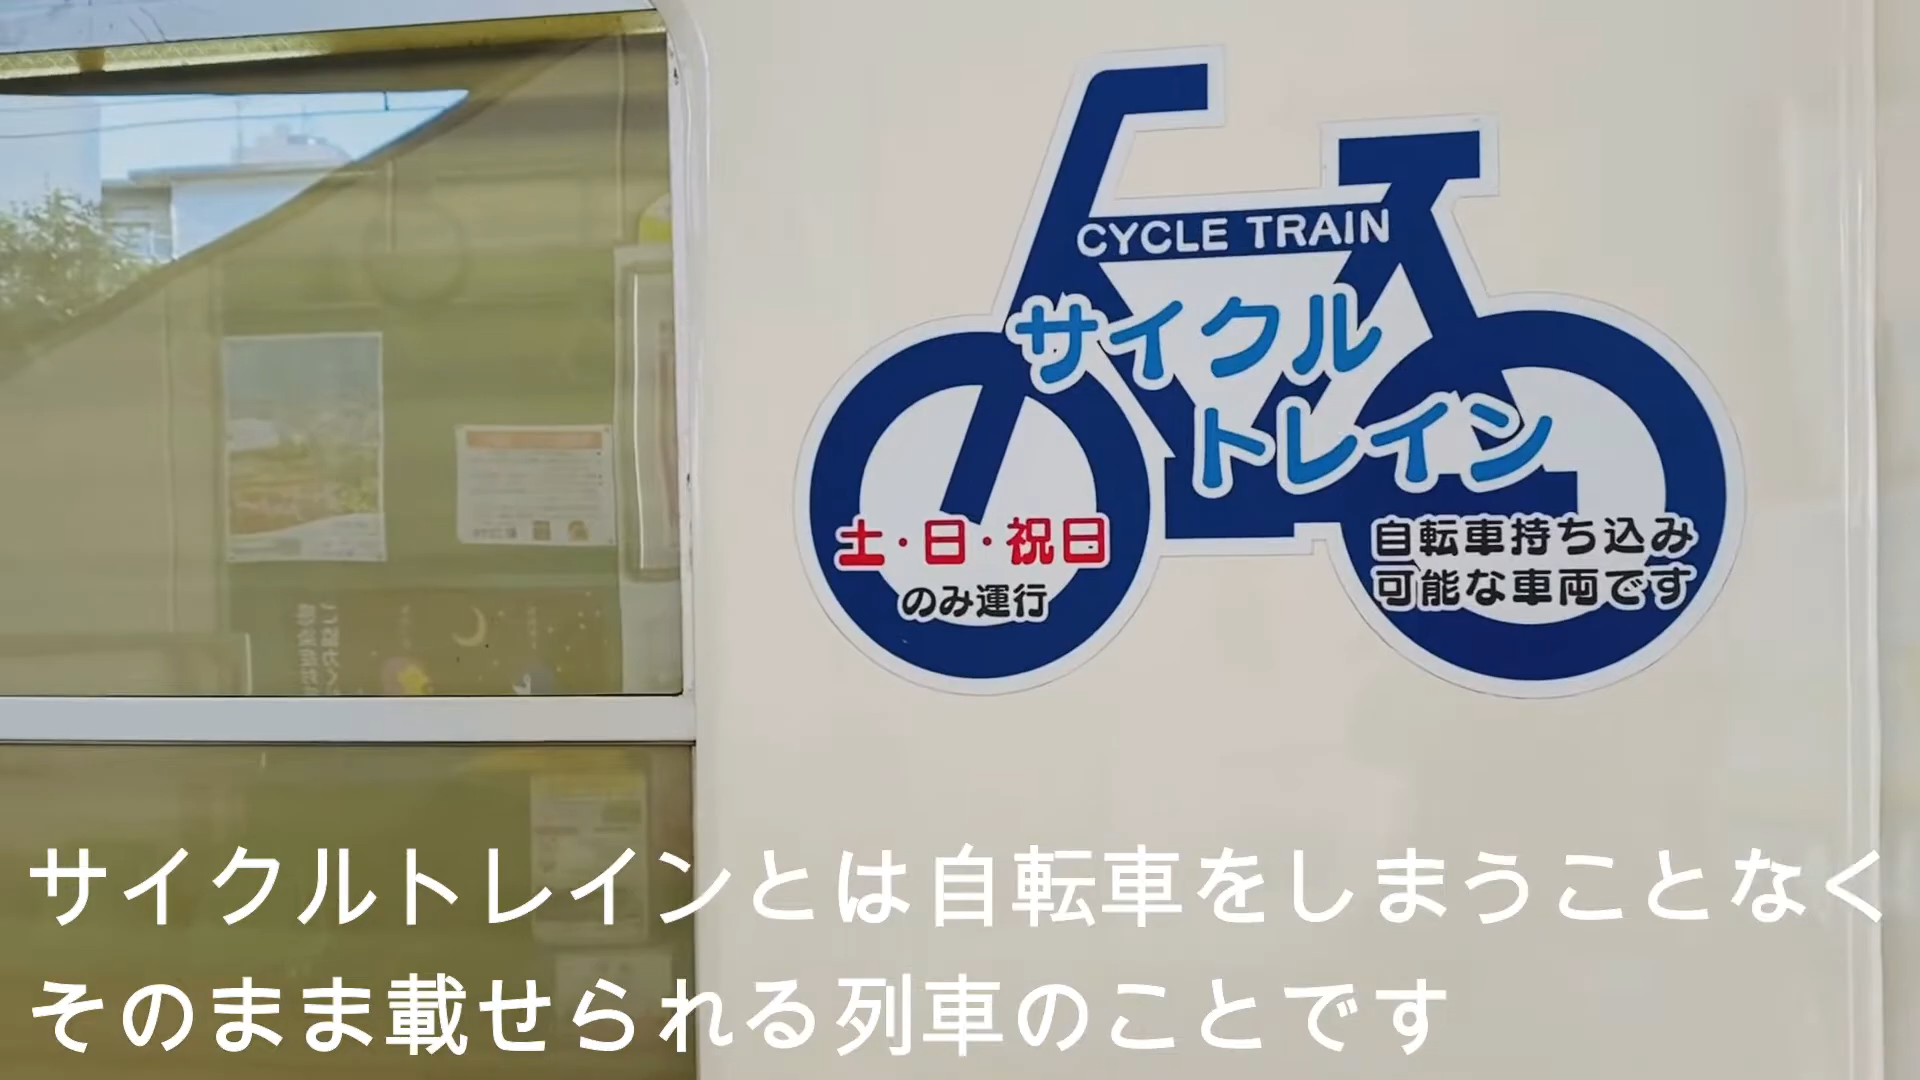 CYCLE TRAIN
サイクル
トレイン
土・日・祝日
のみ運行
自転車持ち込み
可能な車両です
サイクルトレインとは自転車をしまうことなく
そのまま載せられる列車のことです